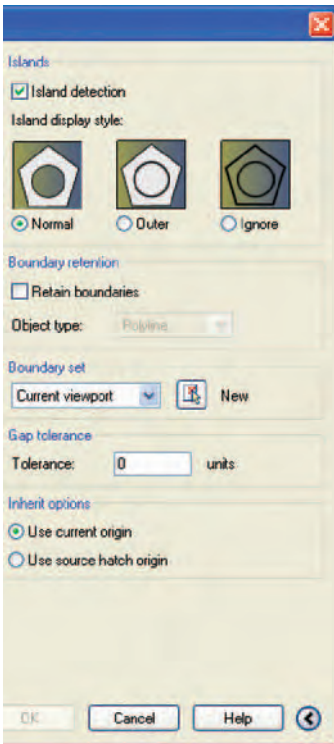 Islands
Island detection
Island display style:
Normal Outer Ignore
Boundary retention
Retain boundaries
Object type: Polyline
Boundary set
Current viewport New
Gap tolerance
Tolerance: 0 units
Inherit options
Use current origin
Use source hatch origin
OK Cancel Help